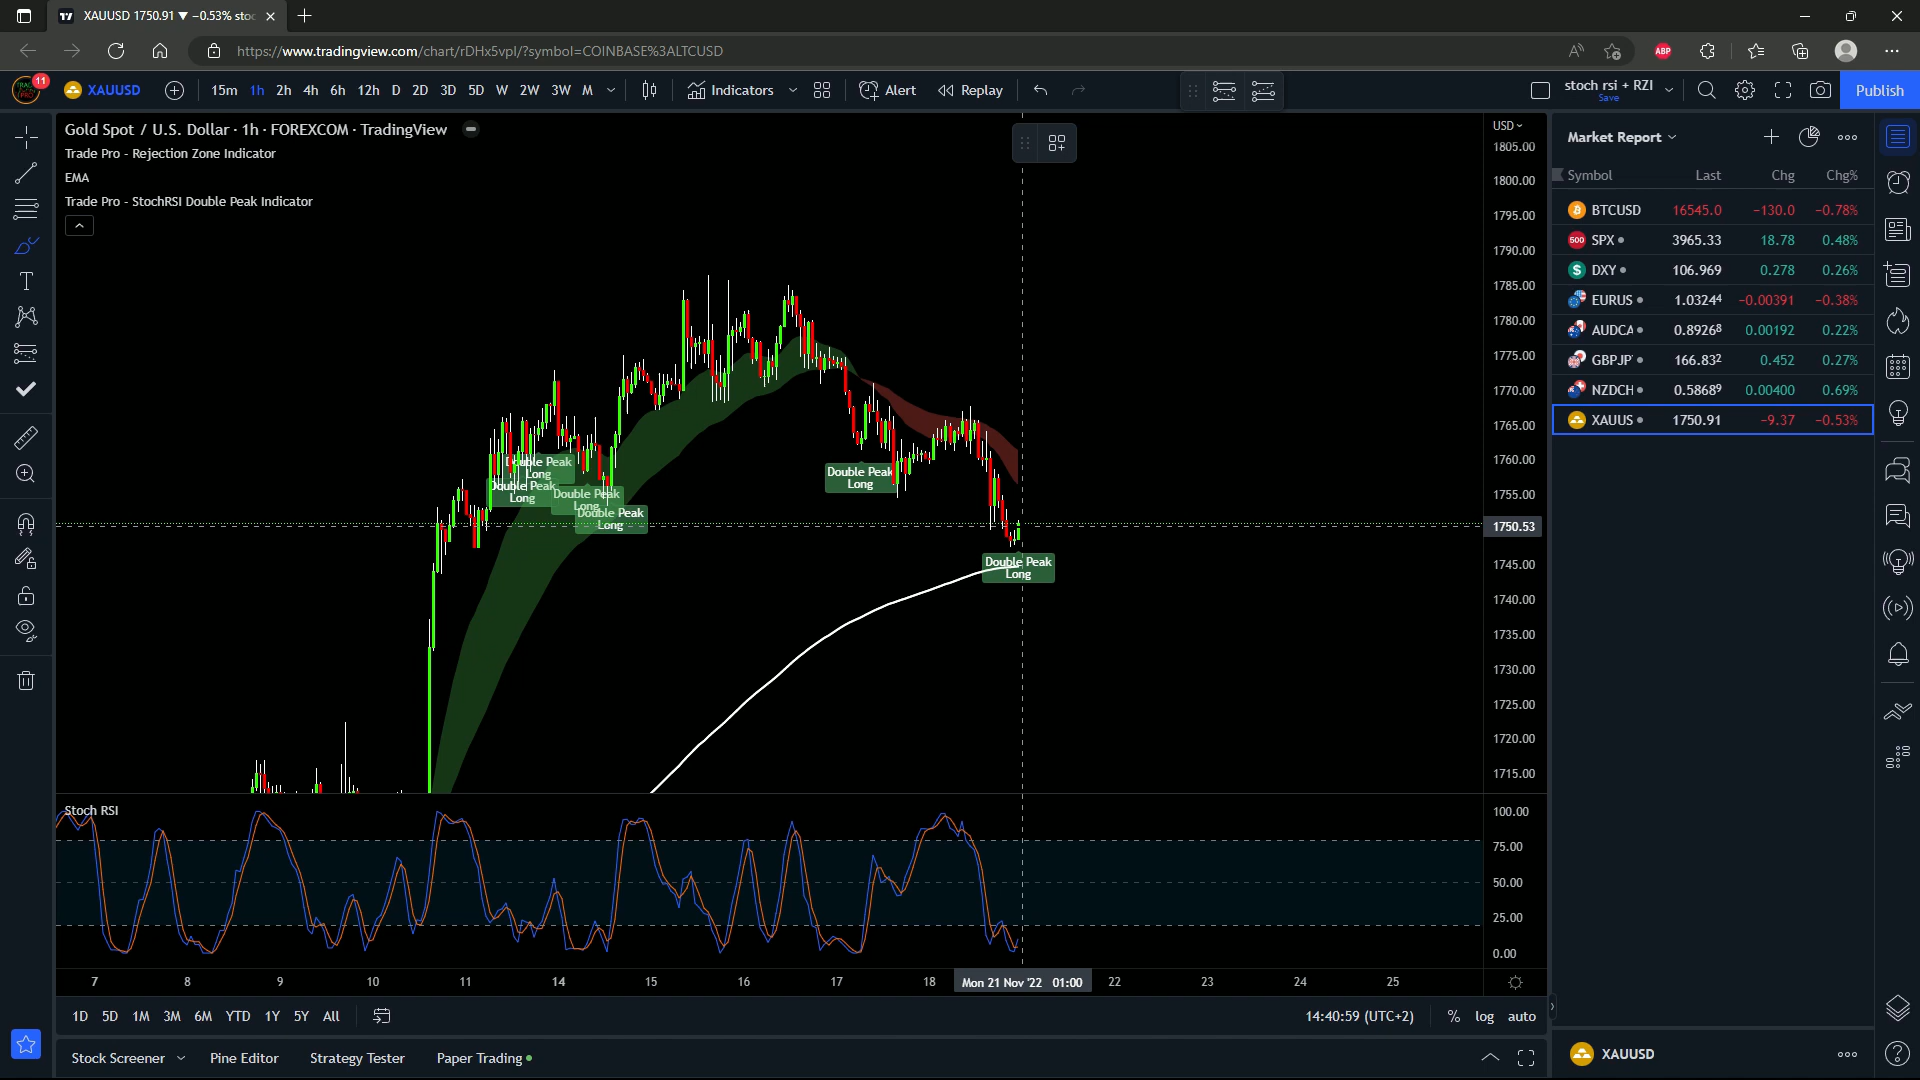 XAUUSD 1750.91 ▼ −0.53% stoc
https://www.tradingview.com/chart/rDHx5vpI/?symbol=COINBASE%3ALTCUSD
ABP
11
XAUUSD 15m 1h 2h 4h 6h 12h D 2D 3D 5D W 2W 3W M Indicators Alert Replay stoch rsi + RZI Save Publish
Gold Spot / U.S. Dollar · 1h · FOREXCOM · TradingView
Trade Pro - Rejection Zone Indicator
EMA
Trade Pro - StochRSI Double Peak Indicator
USD
1805.00
1800.00
1795.00
1790.00
1785.00
1780.00
1775.00
1770.00
1765.00
1760.00
1755.00
1750.53
1745.00
1740.00
1735.00
1730.00
1725.00
1720.00
1715.00
Double Peak
Long
Double Peak
Long
Double Peak
Long
Double Peak
Long
Double Peak
Long
Double Peak
Long
Stoch RSI
100.00
75.00
50.00
25.00
0.00
7 8 9 10 11 14 15 16 17 18 Mon 21 Nov '22 01:00 22 23 24 25
1D 5D 1M 3M 6M YTD 1Y 5Y All 14:40:59 (UTC+2) % log auto
Stock Screener Pine Editor Strategy Tester Paper Trading
Market Report
Symbol Last Chg Chg%
BTCUSD 16545.0 −130.0 −0.78%
500 SPX 3965.33 18.78 0.48%
DXY 106.969 0.278 0.26%
EURUS 1.03244 −0.00391 −0.38%
AUDCA 0.89268 0.00192 0.22%
GBPJP 166.832 0.452 0.27%
NZDCH 0.58689 0.00400 0.69%
XAUUS 1750.91 −9.37 −0.53%
XAUUSD